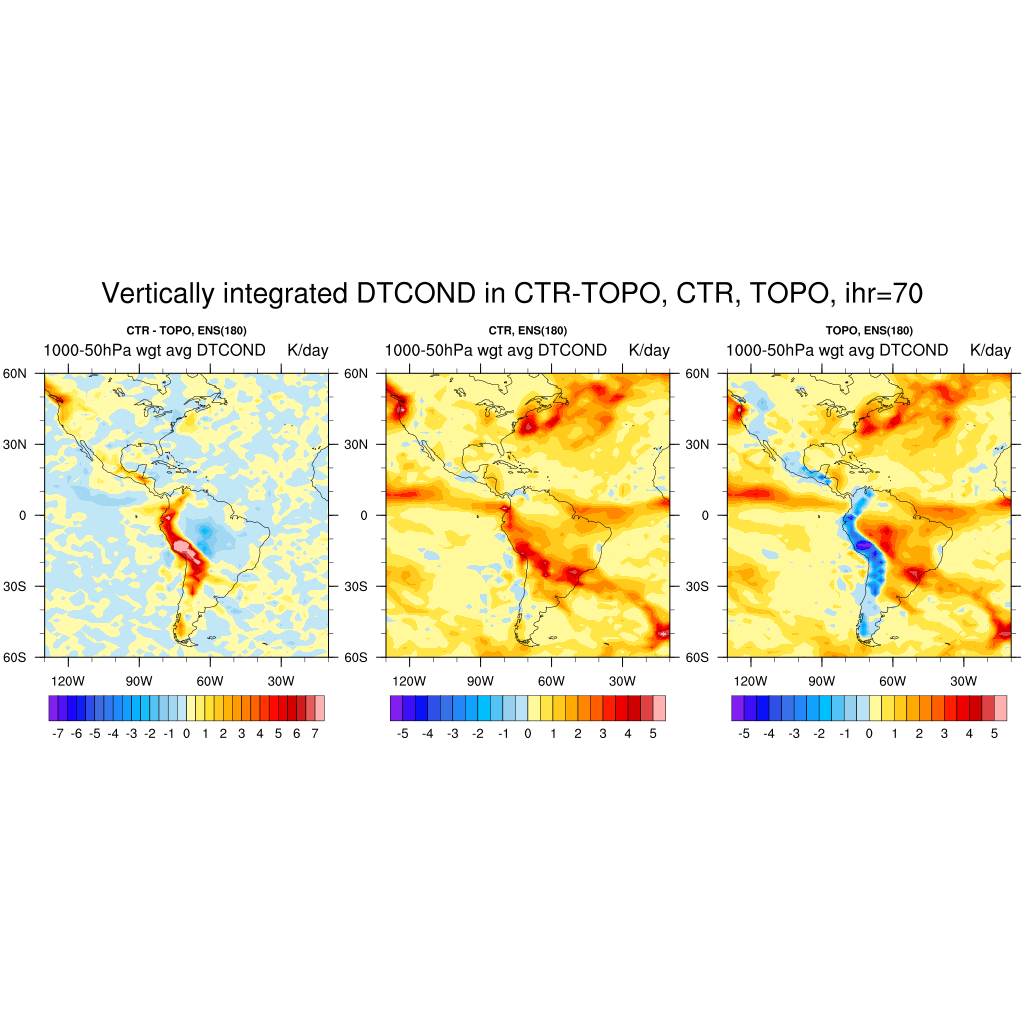 Vertically integrated DTCOND in CTR-TOPO, CTR, TOPO, ihr=70
CTR - TOPO, ENS(180)
1000-50hPa wgt avg DTCOND K/day
60N
30N
0
30S
60S
120W 90W 60W 30W
-7 -6 -5 -4 -3 -2 -1 0 1 2 3 4 5 6 7
CTR, ENS(180)
1000-50hPa wgt avg DTCOND K/day
60N
30N
0
30S
60S
120W 90W 60W 30W
-5 -4 -3 -2 -1 0 1 2 3 4 5
TOPO, ENS(180)
1000-50hPa wgt avg DTCOND K/day
60N
30N
0
30S
60S
120W 90W 60W 30W
-5 -4 -3 -2 -1 0 1 2 3 4 5